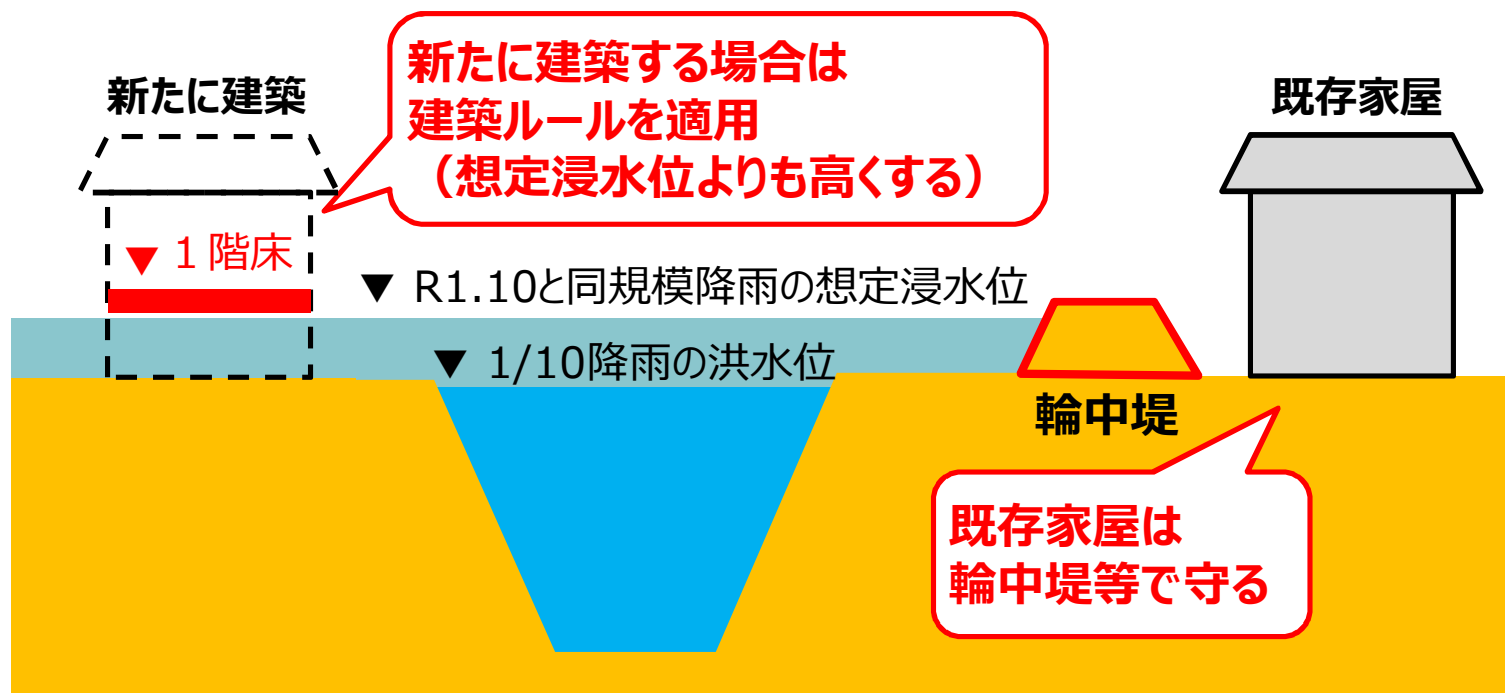 新たに建築
新たに建築する場合は
建築ルールを適用
（想定浸水位よりも高くする）
既存家屋
▼ １階床
▼ R1.10と同規模降雨の想定浸水位
▼ 1/10降雨の洪水位
輪中堤
既存家屋は
輪中堤等で守る